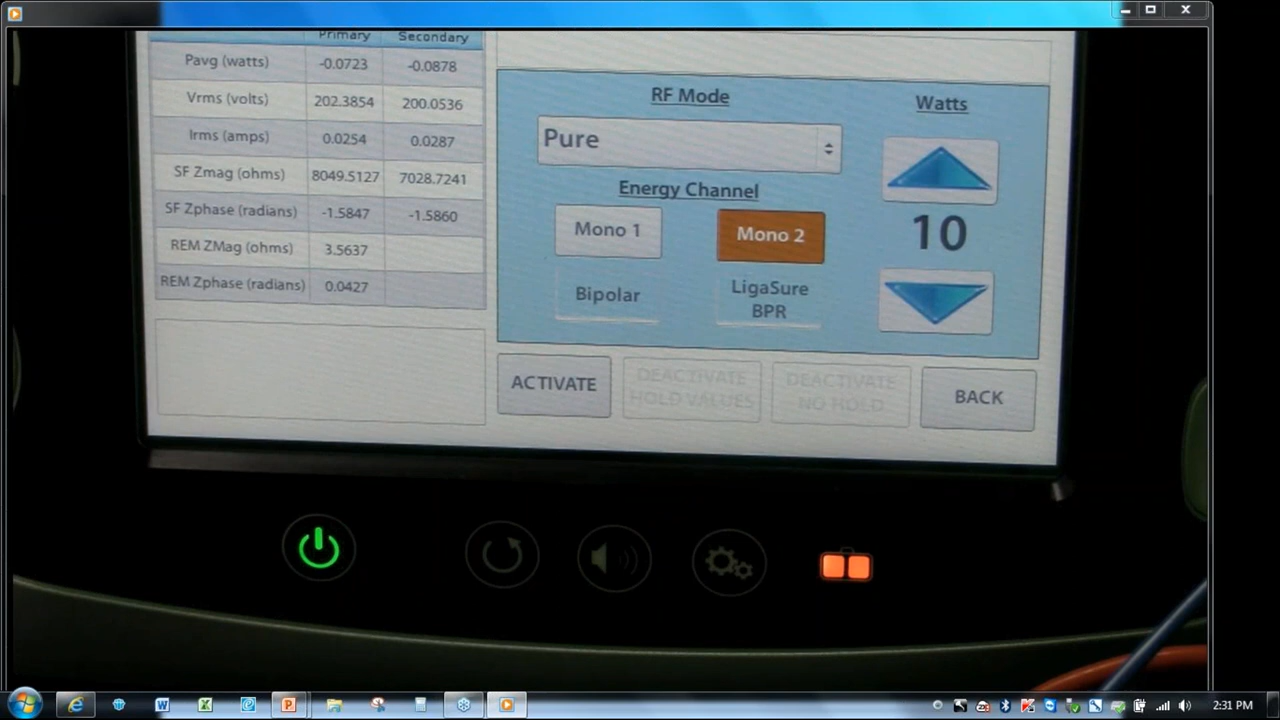 Primary Secondary
Pavg (watts) -0.0723 -0.0878
Vrms (volts) 202.3854 200.0536
Irms (amps) 0.0254 0.0287
SF Zmag (ohms) 8049.5127 7028.7241
SF Zphase (radians) -1.5847 -1.5860
REM ZMag (ohms) 3.5637
REM Zphase (radians) 0.0427
RF Mode
Pure
Energy Channel
Mono 1 Mono 2
Bipolar LigaSure
BPR
Watts
10
ACTIVATE DEACTIVATE
HOLD VALUES DEACTIVATE
NO HOLD BACK
2:31 PM